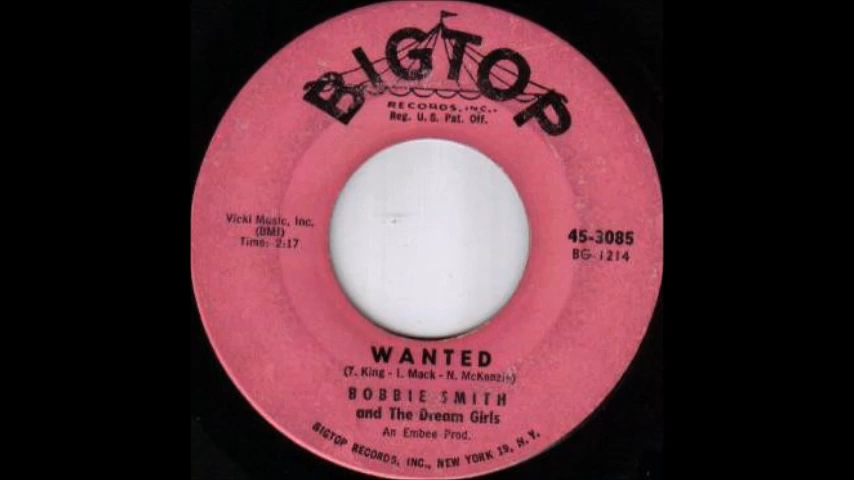 BIGTOP
RECORDS, INC.
Reg. U. S. Pat. Off.
Vicki Music, Inc.
(BMI)
Time: 2:17
45-3085
BG 1214
WANTED
(T. King - I. Mack - N. McKenzie)
BOBBIE SMITH
and The Dream Girls
An Embee Prod.
BIGTOP RECORDS, INC., NEW YORK 19, N. Y.